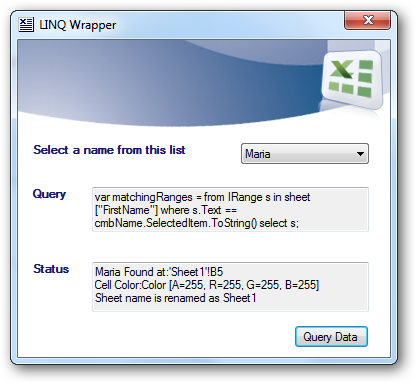 LINQ Wrapper
Select a name from this list
Maria
Query
var matchingRanges = from IRange s in sheet
["FirstName"] where s.Text ==
cmbName.SelectedItem.ToString() select s;
Status
Maria Found at:'Sheet1'!B5
Cell Color:Color [A=255, R=255, G=255, B=255]
Sheet name is renamed as Sheet1
Query Data